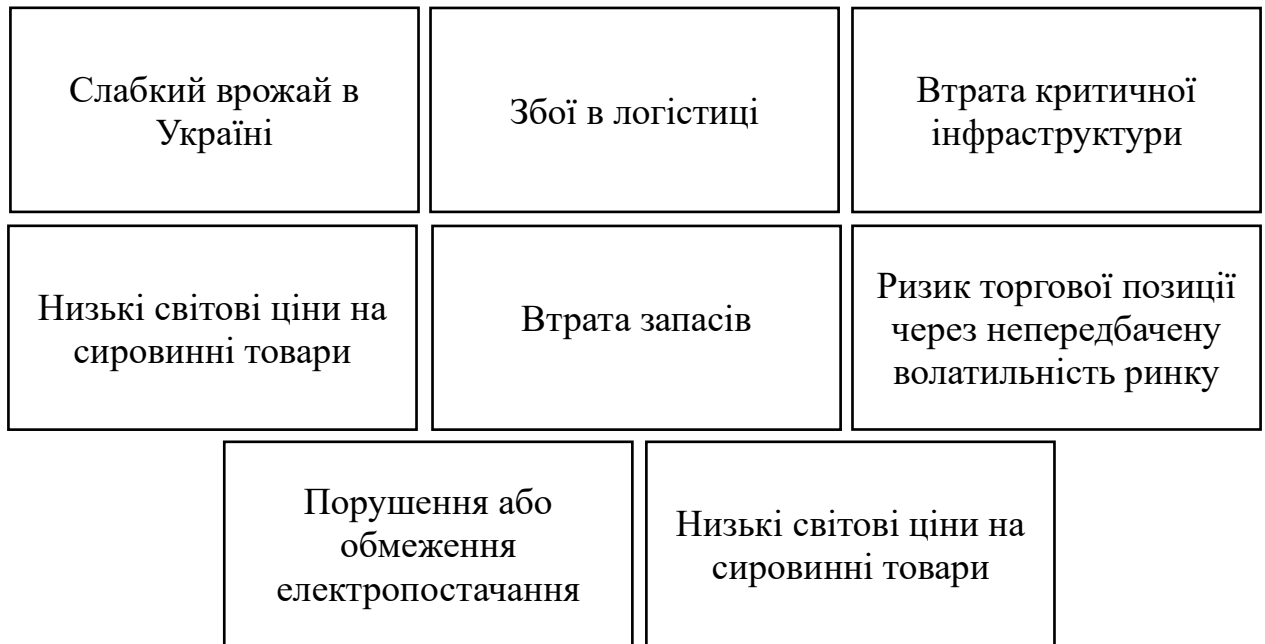 Слабкий врожай в
Україні
Збої в логістиці
Втрата критичної
інфраструктури
Низькі світові ціни на
сировинні товари
Втрата запасів
Ризик торгової позиції
через непередбачену
волатильність ринку
Порушення або
обмеження
електропостачання
Низькі світові ціни на
сировинні товари